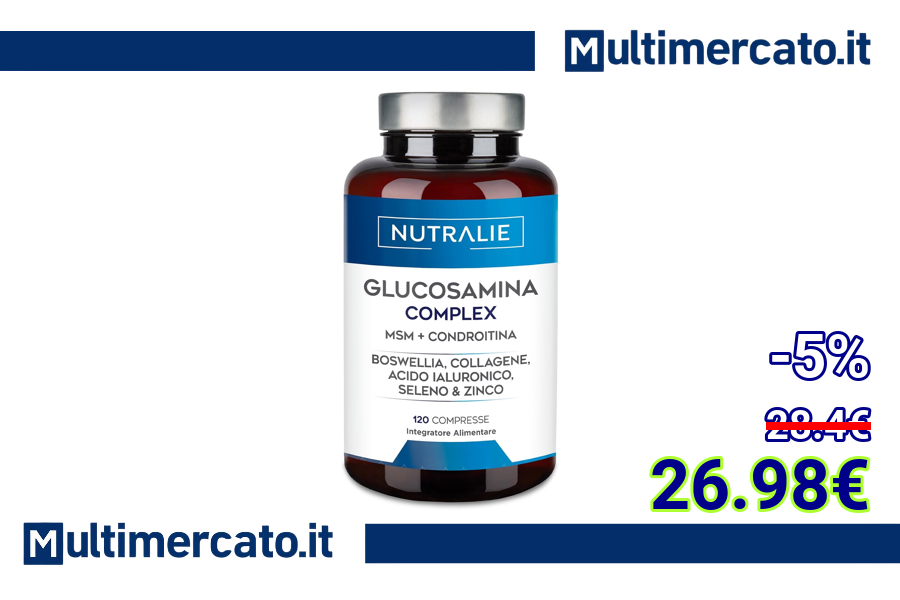 Multimercato.it
NUTRALIE
GLUCOSAMINA
COMPLEX
MSM + CONDROITINA
BOSWELLIA, COLLAGENE,
ACIDO IALURONICO,
SELENO & ZINCO
120 COMPRESSE
Integratore Alimentare
-5%
28.4€
26.98€
Multimercato.it